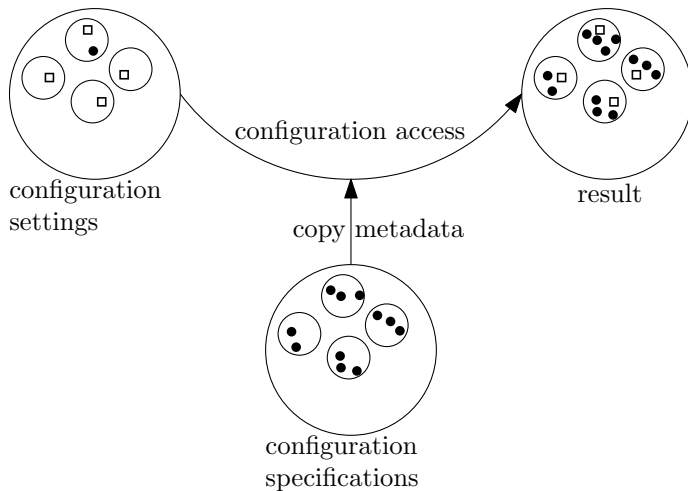 configuration access
configuration
settings
result
copy metadata
configuration
specifications